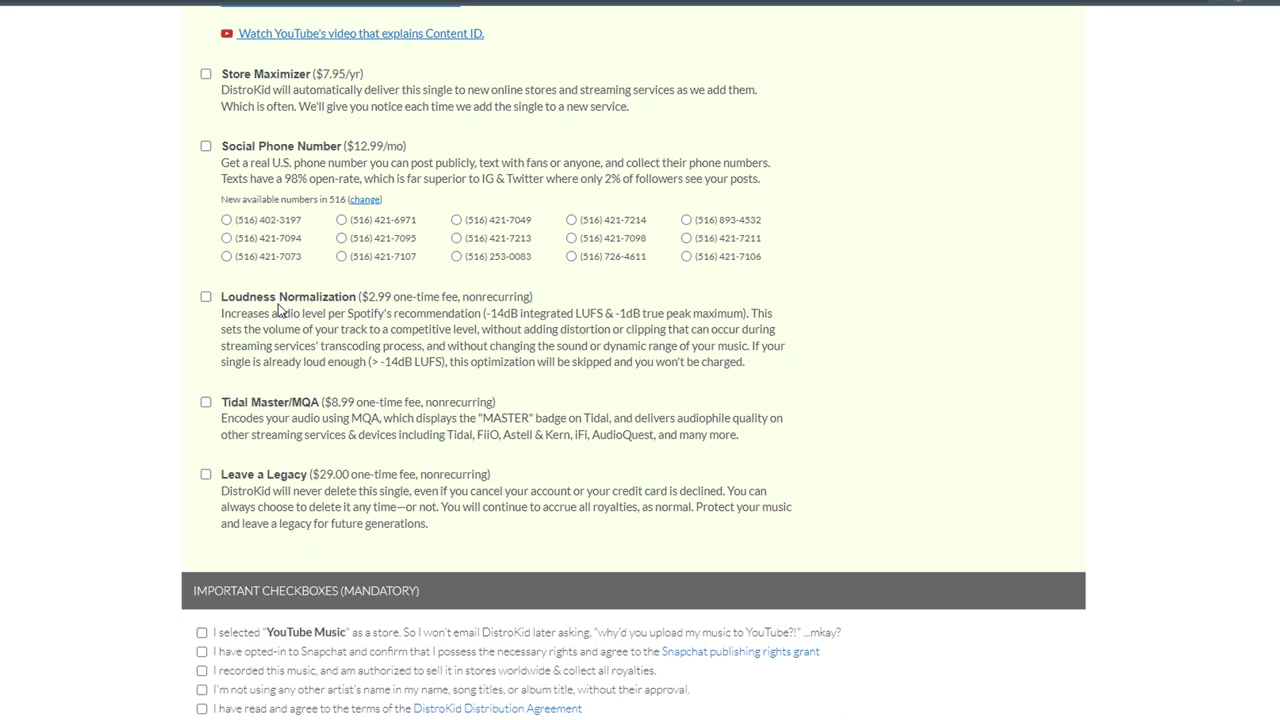 Watch YouTube's video that explains Content ID.
Store Maximizer ($7.95/yr)
DistroKid will automatically deliver this single to new online stores and streaming services as we add them.
Which is often. We'll give you notice each time we add the single to a new service.
Social Phone Number ($12.99/mo)
Get a real U.S. phone number you can post publicly, text with fans or anyone, and collect their phone numbers.
Texts have a 98% open-rate, which is far superior to IG & Twitter where only 2% of followers see your posts.
New available numbers in 516 (change)
(516) 402-3197 (516) 421-6971 (516) 421-7049 (516) 421-7214 (516) 893-4532
(516) 421-7094 (516) 421-7095 (516) 421-7213 (516) 421-7098 (516) 421-7211
(516) 421-7073 (516) 421-7107 (516) 253-0083 (516) 726-4611 (516) 421-7106
Loudness Normalization ($2.99 one-time fee, nonrecurring)
Increases audio level per Spotify's recommendation (-14dB integrated LUFS & -1dB true peak maximum). This
sets the volume of your track to a competitive level, without adding distortion or clipping that can occur during
streaming services' transcoding process, and without changing the sound or dynamic range of your music. If your
single is already loud enough (> -14dB LUFS), this optimization will be skipped and you won't be charged.
Tidal Master/MQA ($8.99 one-time fee, nonrecurring)
Encodes your audio using MQA, which displays the "MASTER" badge on Tidal, and delivers audiophile quality on
other streaming services & devices including Tidal, FiiO, Astell & Kern, iFi, AudioQuest, and many more.
Leave a Legacy ($29.00 one-time fee, nonrecurring)
DistroKid will never delete this single, even if you cancel your account or your credit card is declined. You can
always choose to delete it any time—or not. You will continue to accrue all royalties, as normal. Protect your music
and leave a legacy for future generations.
IMPORTANT CHECKBOXES (MANDATORY)
I selected "YouTube Music" as a store. So I won't email DistroKid later asking, "why'd you upload my music to YouTube?!" ...mkay?
I have opted-in to Snapchat and confirm that I possess the necessary rights and agree to the Snapchat publishing rights grant
I recorded this music, and am authorized to sell it in stores worldwide & collect all royalties.
I'm not using any other artist's name in my name, song titles, or album title, without their approval.
I have read and agree to the terms of the DistroKid Distribution Agreement